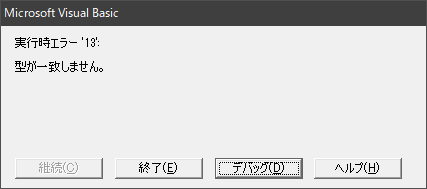 Microsoft Visual Basic
実行時エラー '13':
型が一致しません。
継続(C)
終了(E)
デバッグ(D)
ヘルプ(H)